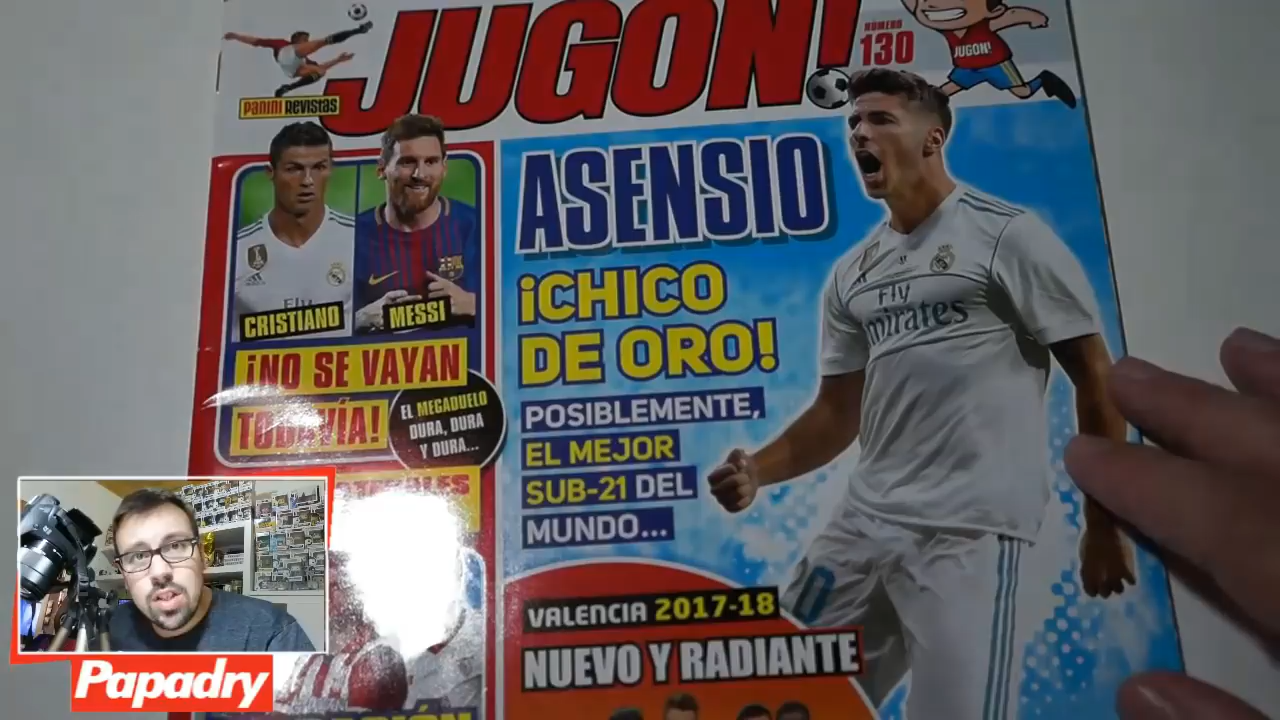 JUGON!
NÚMERO
130
JUGON!
PANINI REVISTAS
CRISTIANO
MESSI
¡NO SE VAYAN
TODAVÍA!
EL MEGADUELO
DURA, DURA
Y DURA...
ASENSIO
¡CHICO
DE ORO!
POSIBLEMENTE,
EL MEJOR
SUB-21 DEL
MUNDO...
Fly
Emirates
Fly
VALENCIA 2017-18
NUEVO Y RADIANTE
Papadry